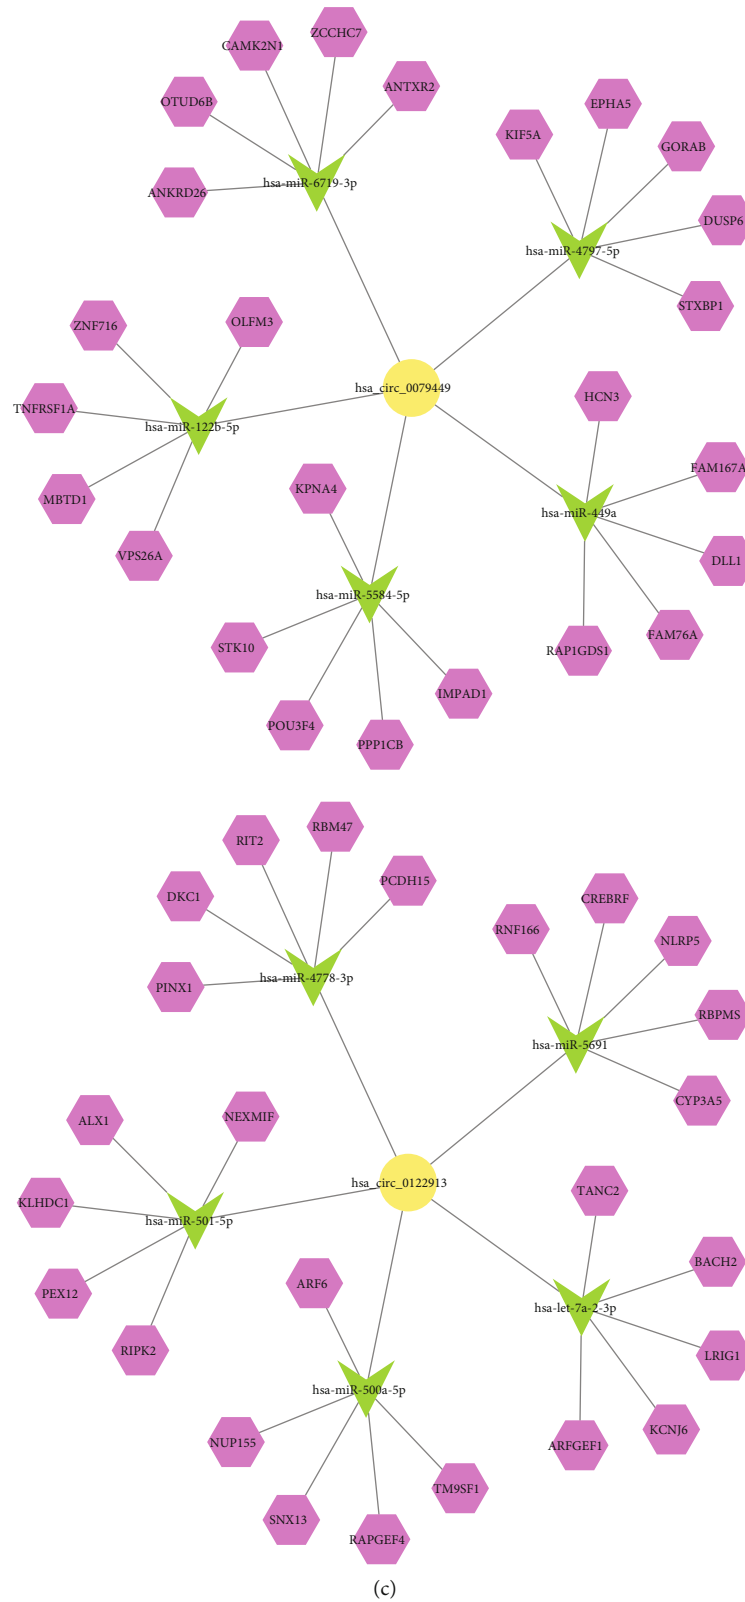 ZCCHC7
CAMK2N1
ANTXR2
OTUD6B
EPHA5
KIF5A
GORAB
hsa-miR-6719-3p
ANKRD26
DUSP6
hsa-miR-4797-5p
STXBP1
OLFM3
ZNF716
hsa_circ_0079449
HCN3
TNFRSF1A
hsa-miR-122b-5p
FAM167A
KPNA4
MBTD1
hsa-miR-449a
VPS26A
DLL1
hsa-miR-5584-5p
FAM76A
STK10
RAP1GDS1
IMPAD1
POU3F4
PPP1CB
RBM47
RIT2
PCDH15
DKC1
CREBRF
RNF166
NLRP5
hsa-miR-4778-3p
PINX1
RBPMS
hsa-miR-5691
CYP3A5
NEXMIF
ALX1
hsa_circ_0122913
TANC2
KLHDC1
hsa-miR-501-5p
BACH2
ARF6
PEX12
hsa-let-7a-2-3p
RIPK2
LRIG1
hsa-miR-500a-5p
KCNJ6
NUP155
ARFGEF1
TM9SF1
SNX13
RAPGEF4
(c)